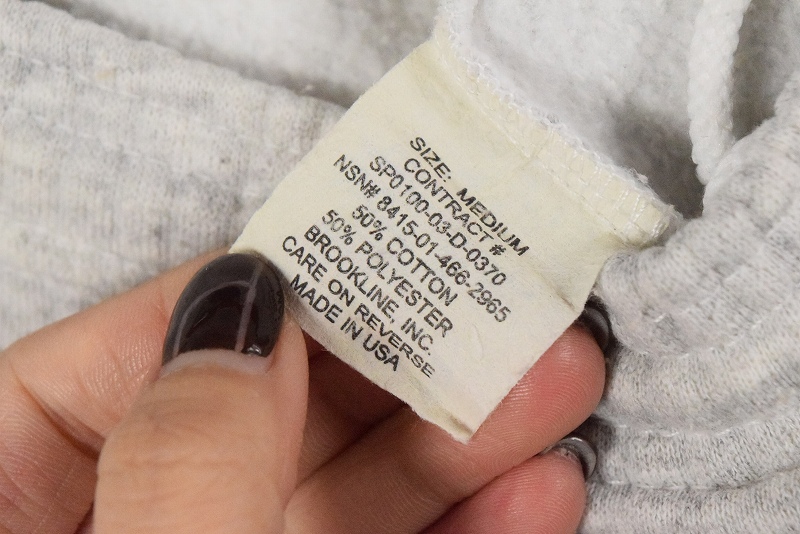 SIZE: MEDIUM
CONTRACT #
SP0100-03-D-0370
NSN# 8415-01-466-2965
50% COTTON
50% POLYESTER
BROOKLINE, INC.
CARE ON REVERSE
MADE IN USA